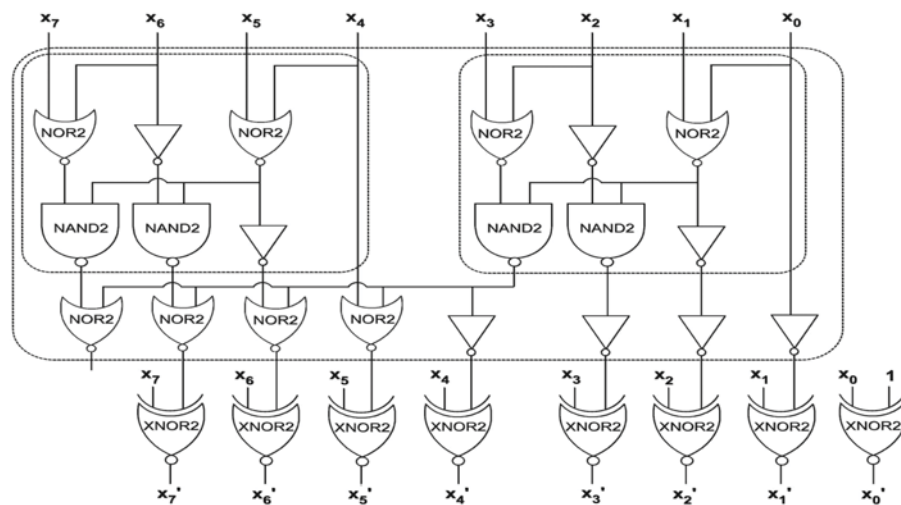 x7 x6 x5 x4 x3 x2 x1 x0
NOR2 NOR2 NOR2 NOR2
NAND2 NAND2 NAND2 NAND2
NOR2 NOR2 NOR2 NOR2
x7 x6 x5 x4 x3 x2 x1 x0 1
XNOR2 XNOR2 XNOR2 XNOR2 XNOR2 XNOR2 XNOR2 XNOR2
x7' x6' x5' x4' x3' x2' x1' x0'